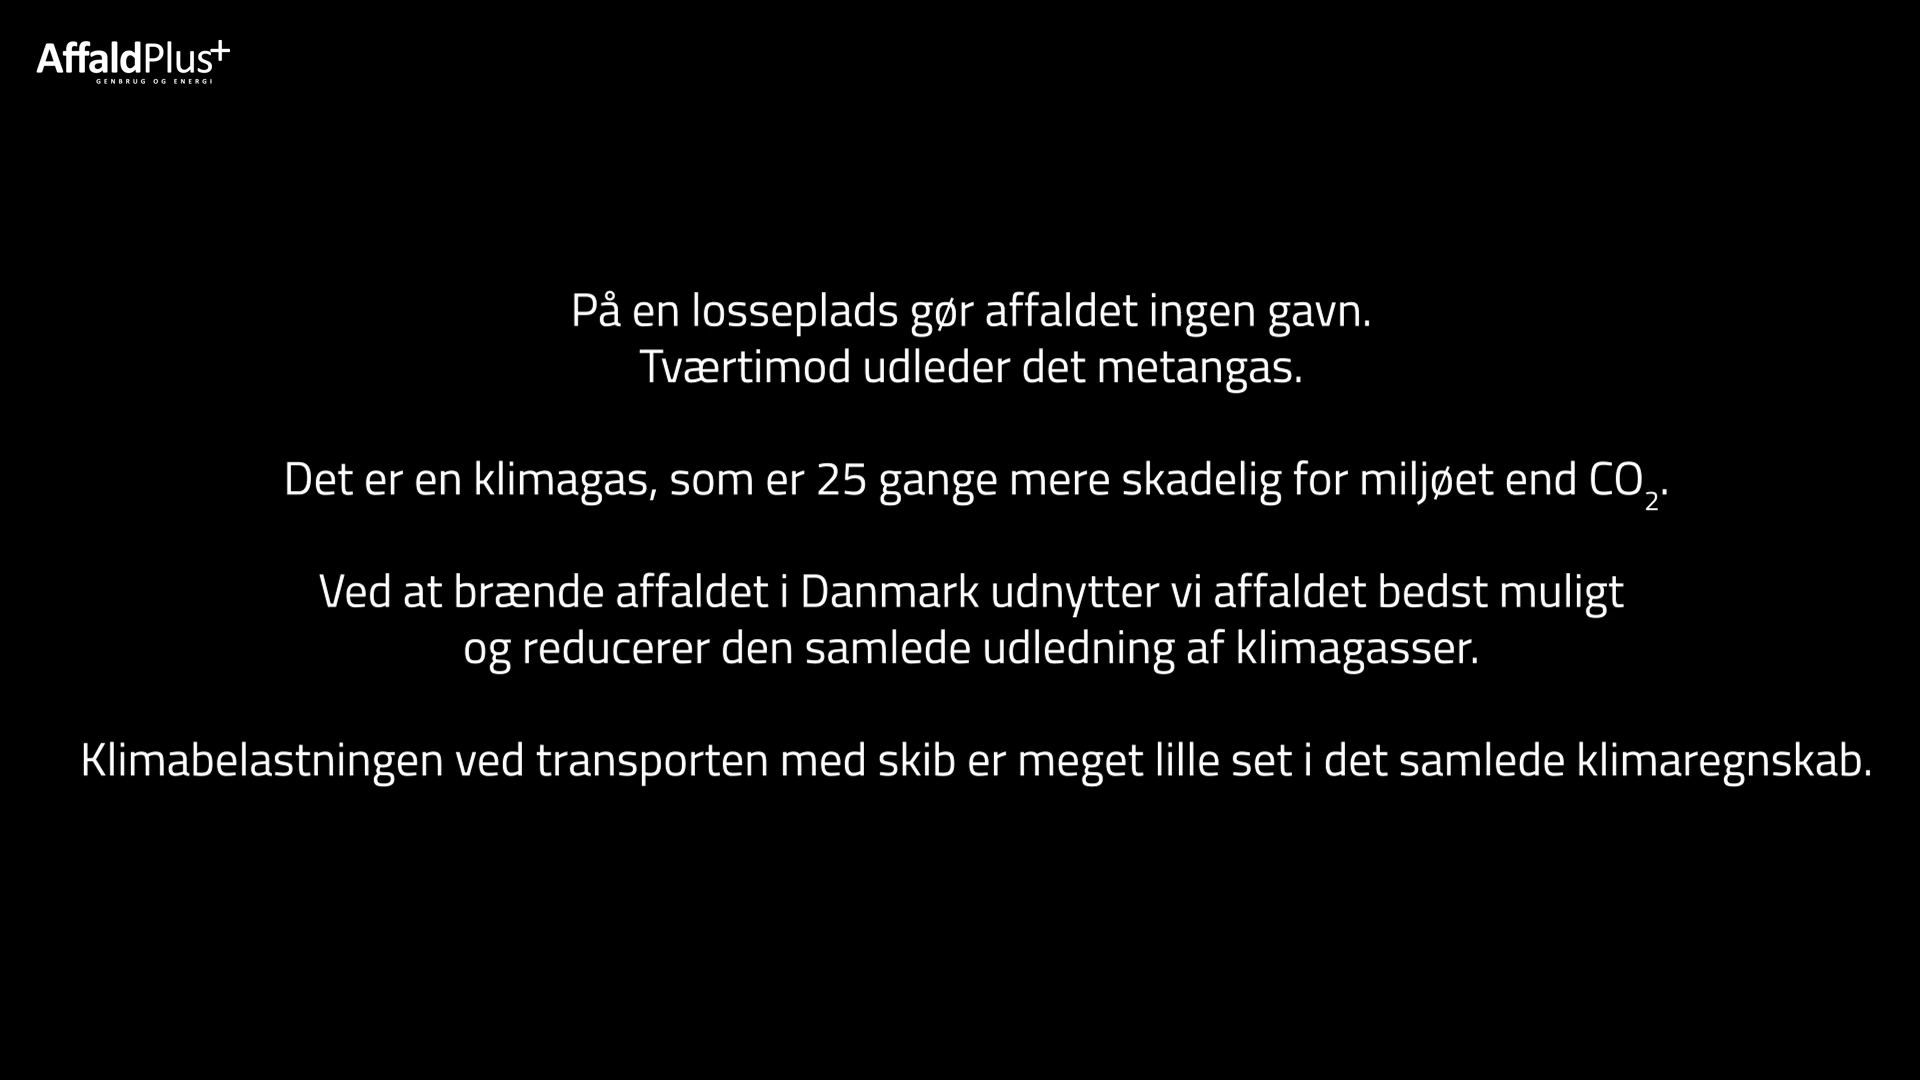 AffaldPlus+
GENBRUG OG ENERGI
På en losseplads gør affaldet ingen gavn.
Tværtimod udleder det metangas.
Det er en klimagas, som er 25 gange mere skadelig for miljøet end CO₂.
Ved at brænde affaldet i Danmark udnytter vi affaldet bedst muligt
og reducerer den samlede udledning af klimagasser.
Klimabelastningen ved transporten med skib er meget lille set i det samlede klimaregnskab.